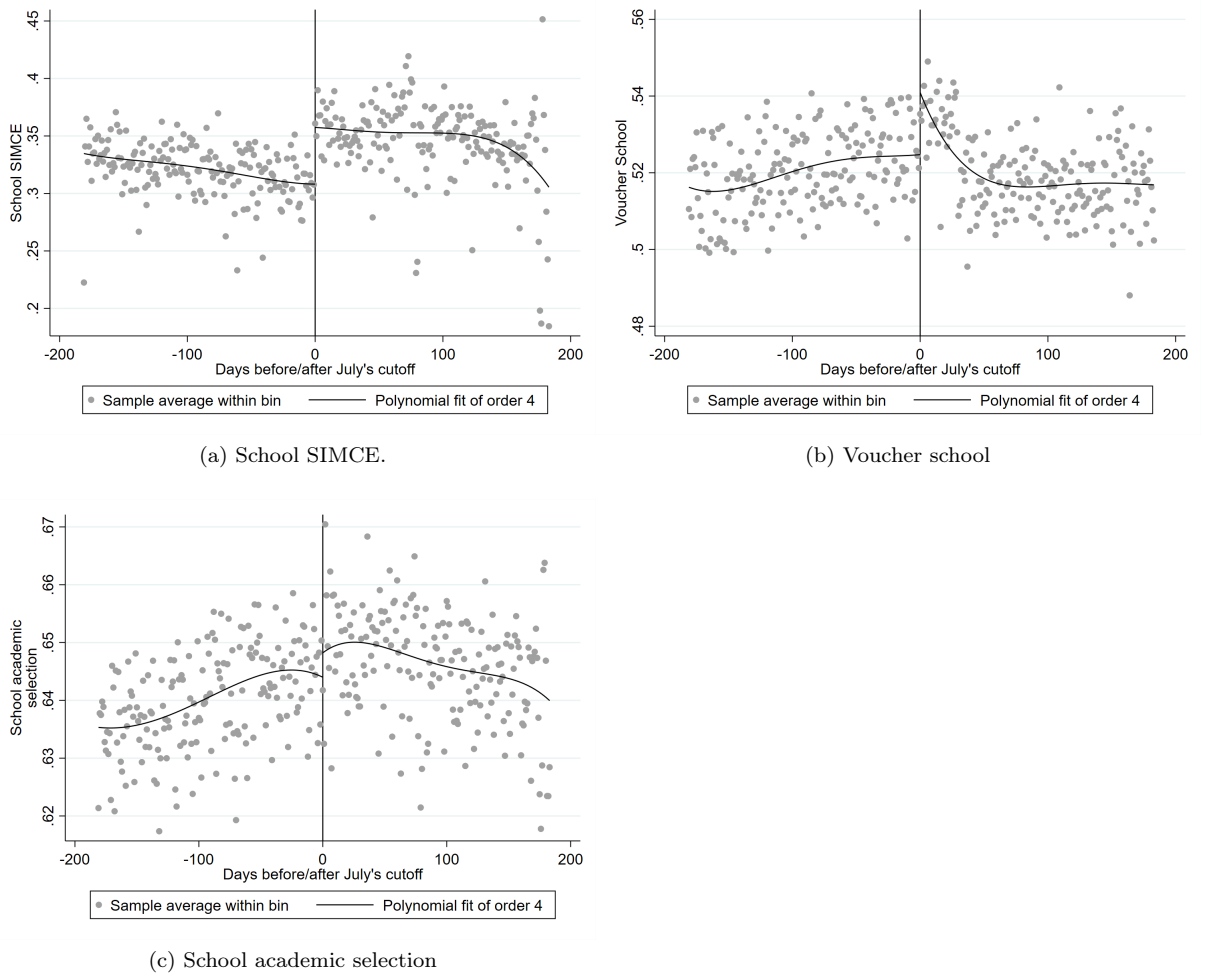 School SIMCE
.45
.4
.35
.3
.25
.2
-200 -100 0 100 200
Days before/after July's cutoff
Sample average within bin Polynomial fit of order 4
(a) School SIMCE.
Voucher School
.56
.54
.52
.5
.48
-200 -100 0 100 200
Days before/after July's cutoff
Sample average within bin Polynomial fit of order 4
(b) Voucher school
School academic
selection
.67
.66
.65
.64
.63
.62
-200 -100 0 100 200
Days before/after July's cutoff
Sample average within bin Polynomial fit of order 4
(c) School academic selection